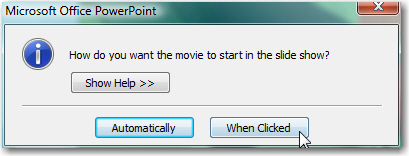 Microsoft Office PowerPoint
How do you want the movie to start in the slide show?
Show Help >>
Automatically
When Clicked